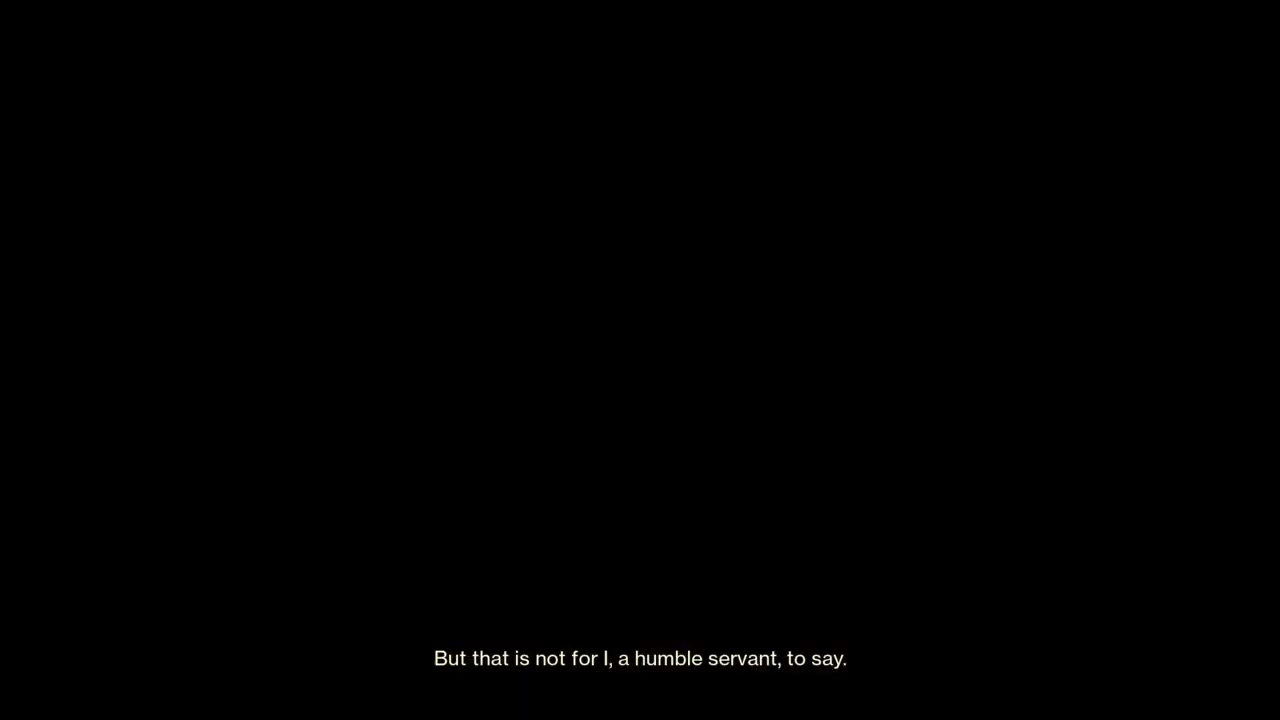 But that is not for I, a humble servant, to say.